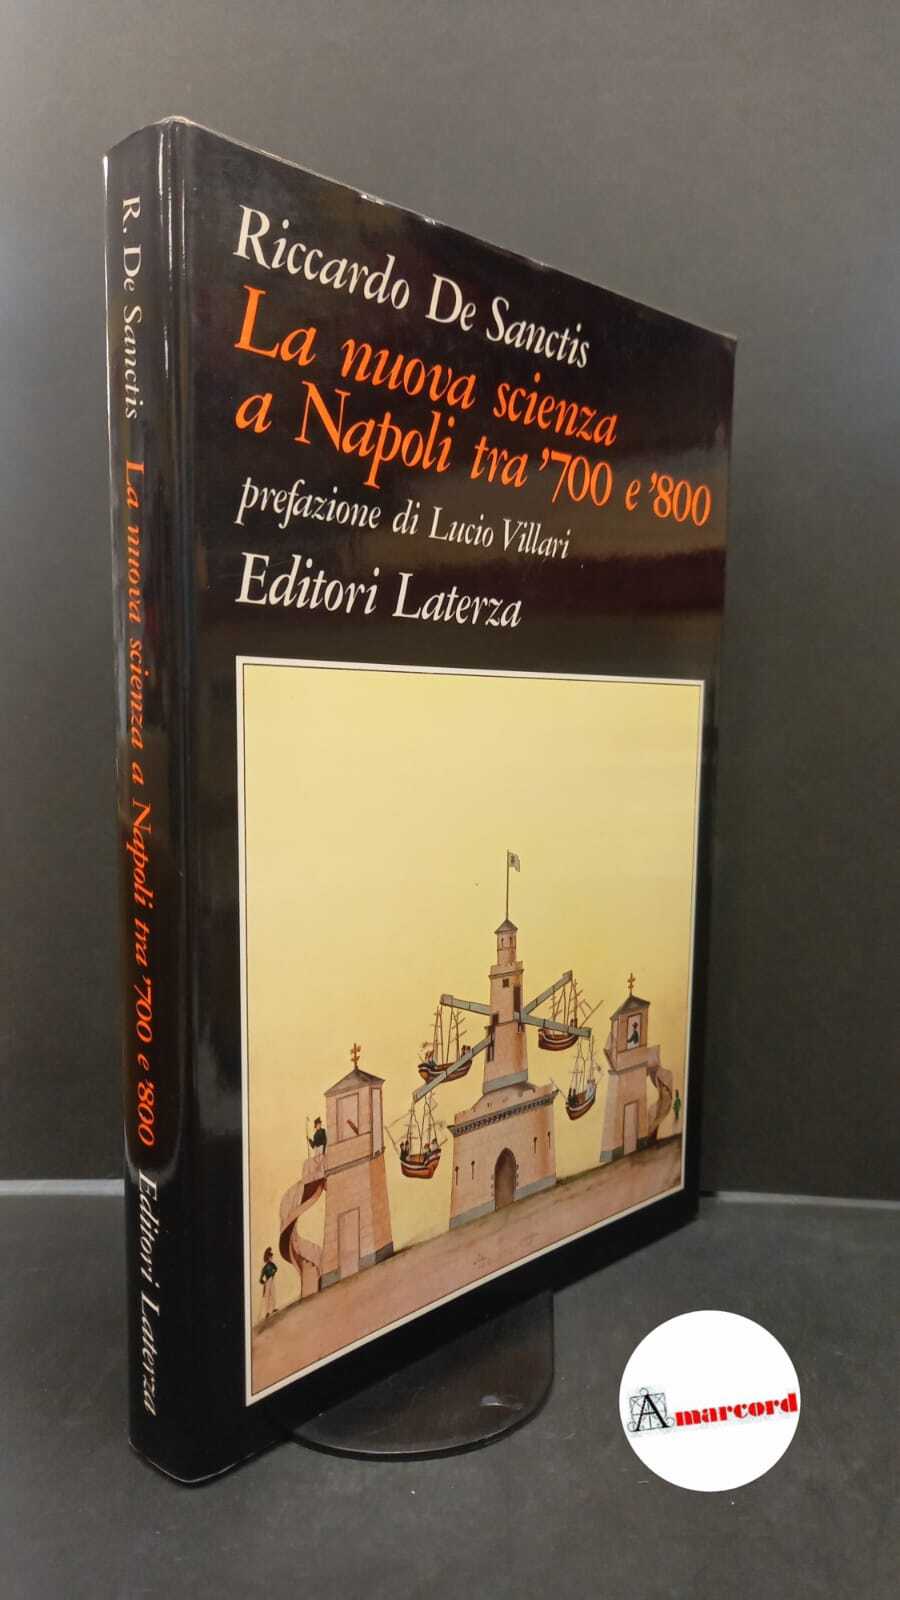 R. De Sanctis La nuova scienza a Napoli tra '700 e '800 Editori Laterza
Riccardo De Sanctis
La nuova scienza
a Napoli tra '700 e '800
prefazione di Lucio Villari
Editori Laterza
Amarcord